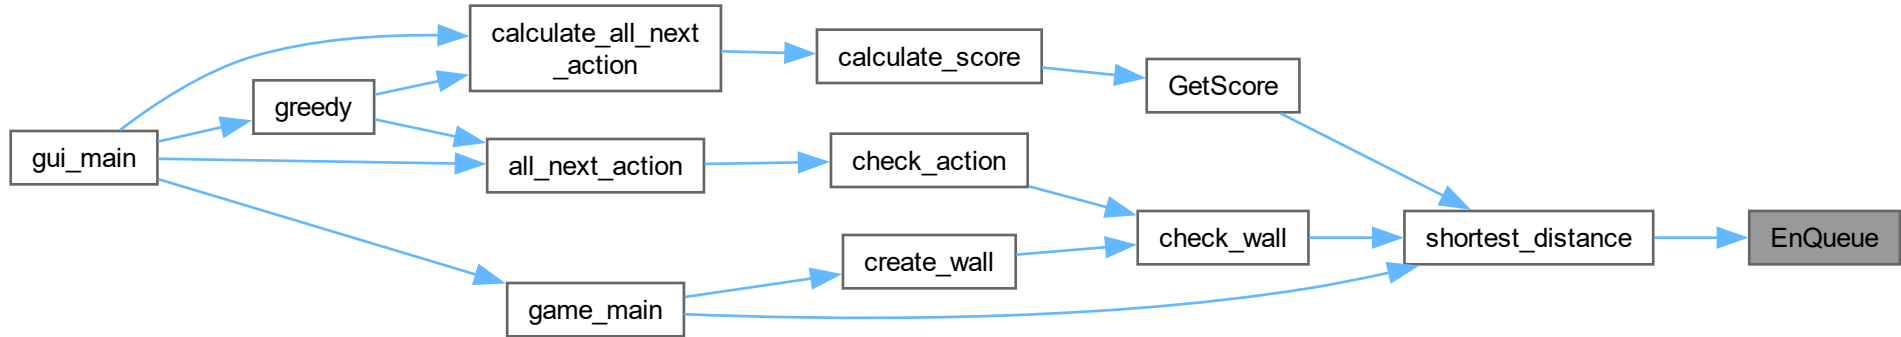 calculate_all_next
_action
calculate_score
GetScore
greedy
gui_main
all_next_action
check_action
check_wall
shortest_distance
EnQueue
create_wall
game_main